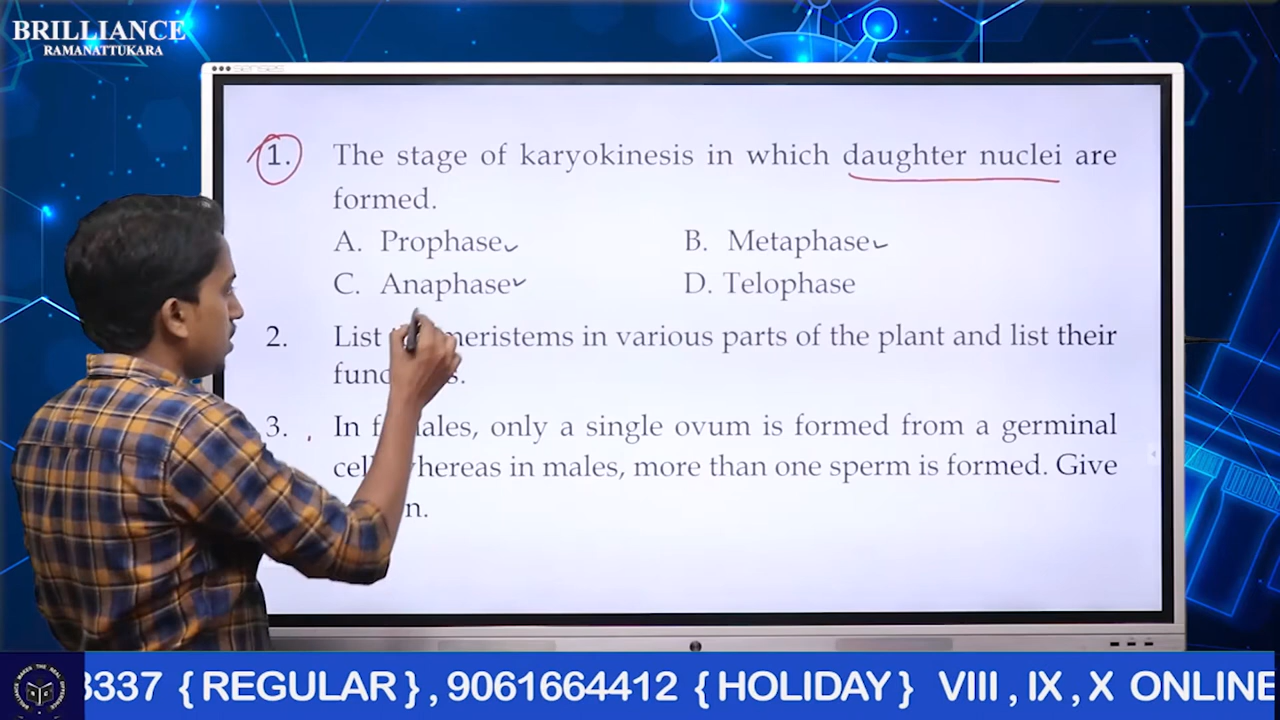 BRILLIANCE
RAMANATTUKARA
1. The stage of karyokinesis in which daughter nuclei are
formed.
A. Prophase B. Metaphase
C. Anaphase D. Telophase
2. List meristems in various parts of the plant and list their
3. In only a single ovum is formed from a germinal
whereas in males, more than one sperm is formed. Give
3337 {REGULAR} , 9061664412 {HOLIDAY} VIII , IX , X ONLINE